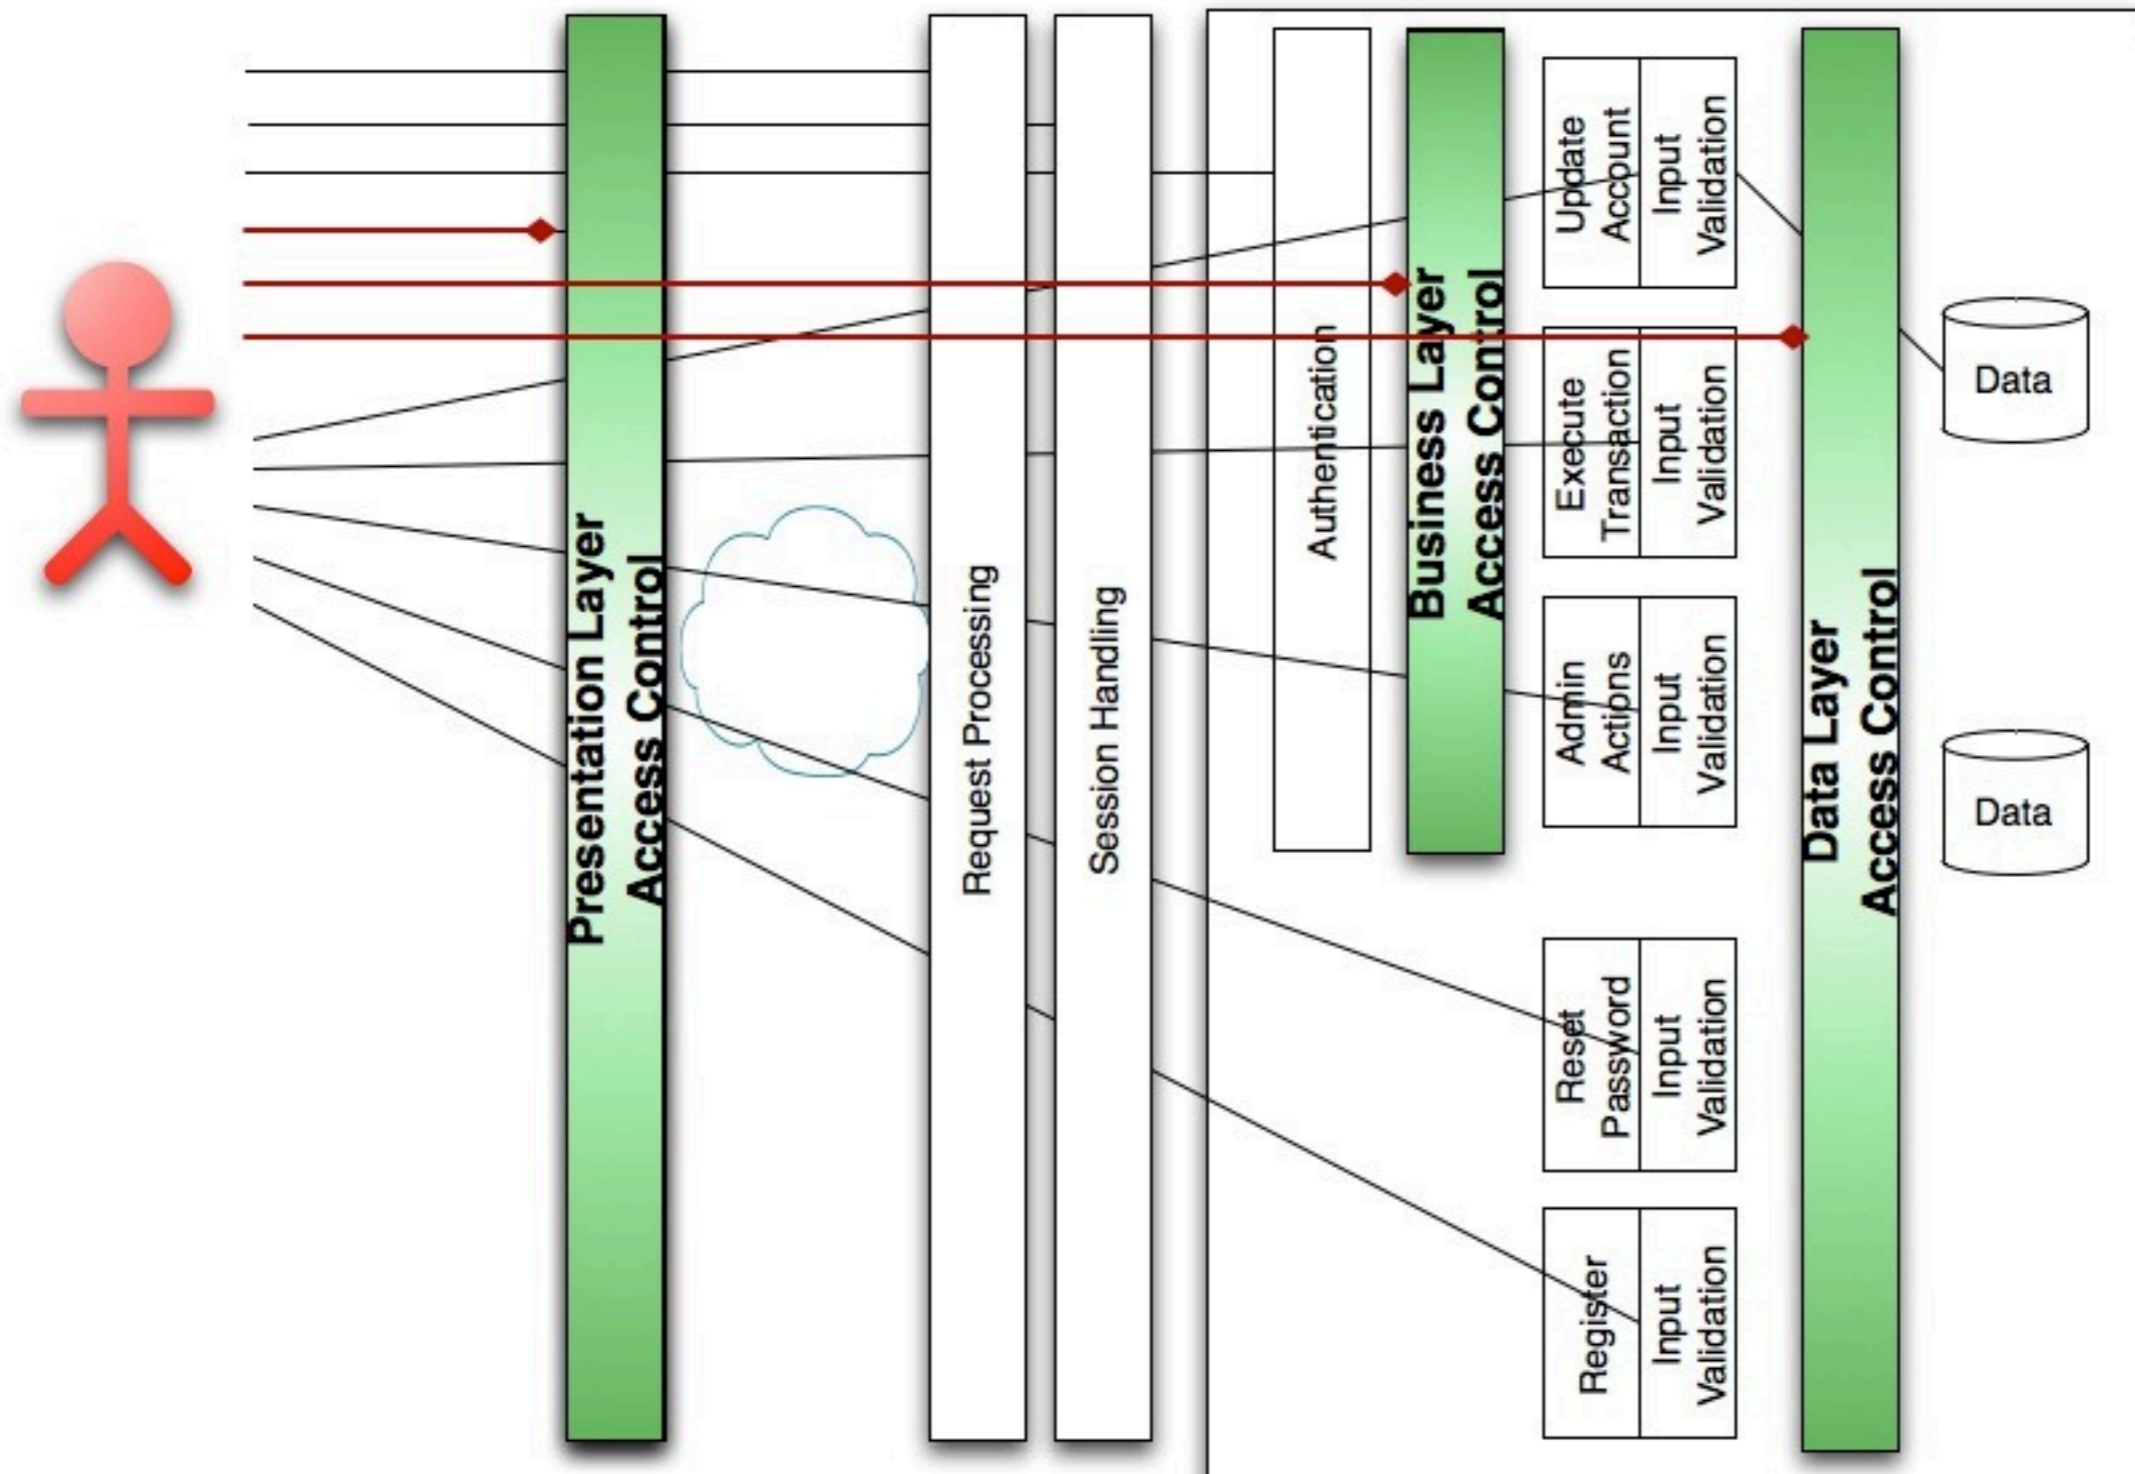 Presentation Layer
Access Control
Request Processing
Session Handling
Authentication
Business Layer
Access Control
Update
Account
Input
Validation
Execute
Transaction
Input
Validation
Admin
Actions
Input
Validation
Reset
Password
Input
Validation
Register
Input
Validation
Data Layer
Access Control
Data
Data